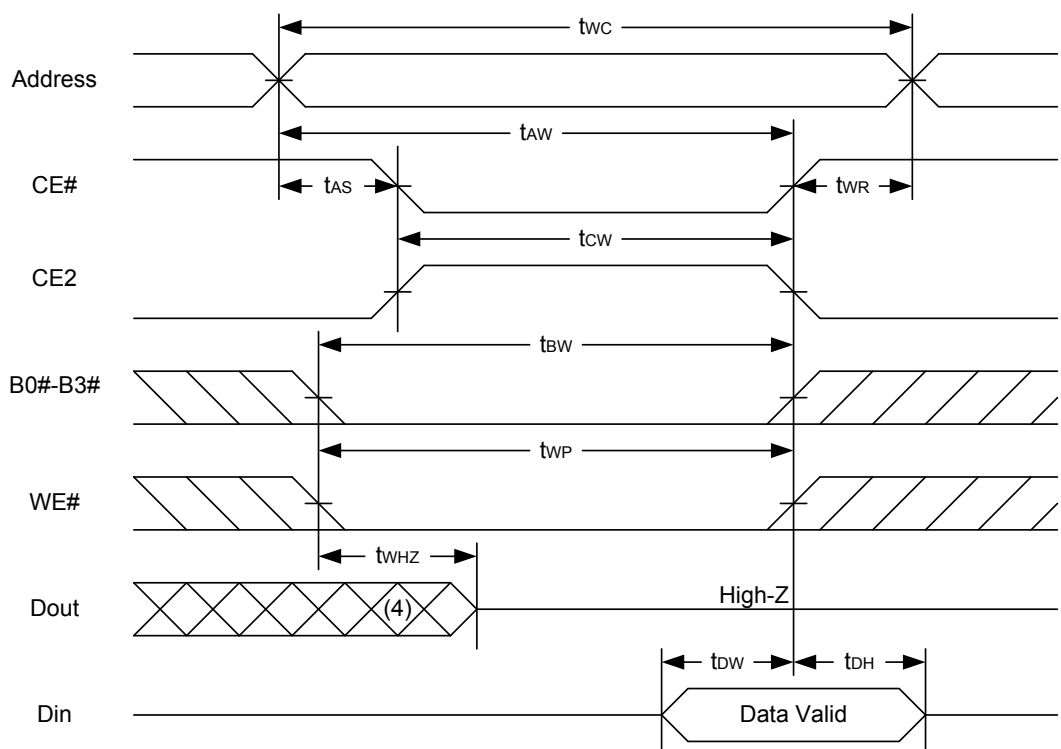 tWC
Address
tAW
CE#
tAS
tWR
tCW
CE2
tBW
B0#-B3#
tWP
WE#
tWHZ
Dout
(4)
High-Z
tDW
tDH
Din
Data Valid